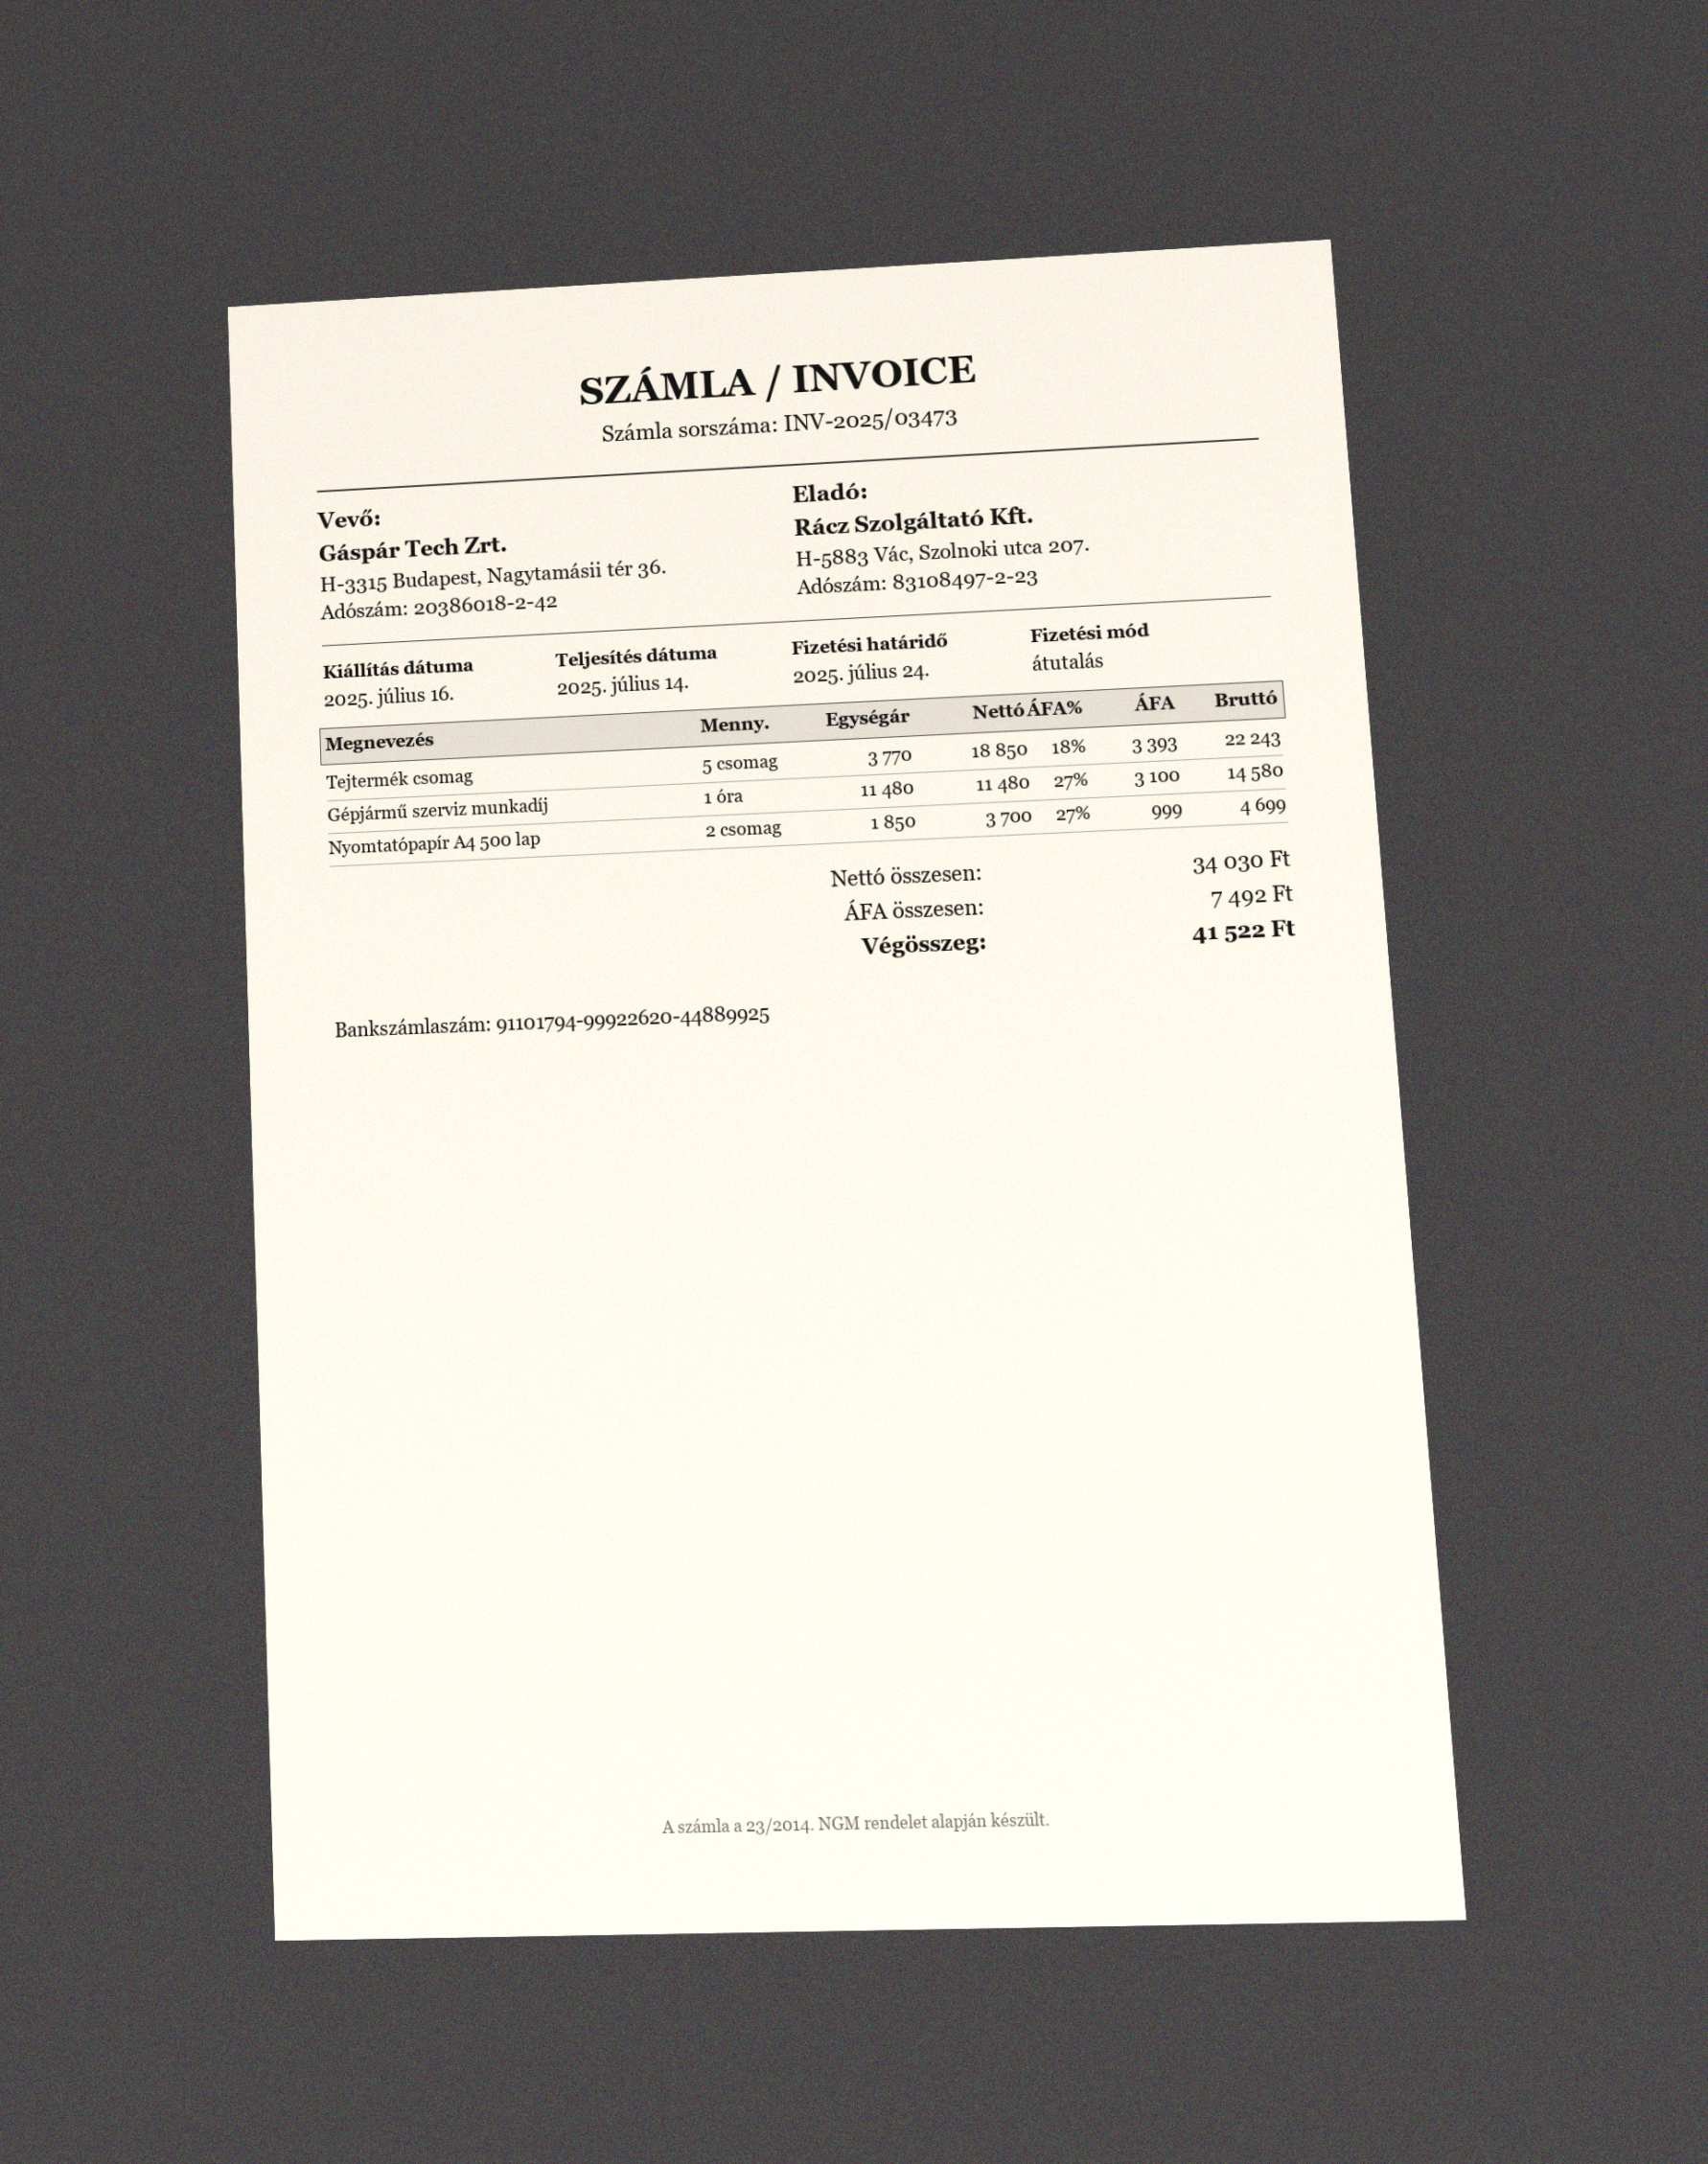 SZÁMLA / INVOICE
Számla sorszáma: INV-2025/03473
Vevő:
Gáspár Tech Zrt.
H-3315 Budapest, Nagytamásii tér 36.
Adószám: 20386018-2-42
Eladó:
Rácz Szolgáltató Kft.
H-5883 Vác, Szolnoki utca 207.
Adószám: 83108497-2-23
Kiállítás dátuma Teljesítés dátuma Fizetési határidő Fizetési mód
2025. július 16. 2025. július 14. 2025. július 24. átutalás
Megnevezés Menny. Egységár Nettó ÁFA% ÁFA Bruttó
Tejtermék csomag 5 csomag 3 770 18 850 18% 3 393 22 243
Gépjármű szerviz munkadíj 1 óra 11 480 11 480 27% 3 100 14 580
Nyomtatópapír A4 500 lap 2 csomag 1 850 3 700 27% 999 4 699
Nettó összesen: 34 030 Ft
ÁFA összesen: 7 492 Ft
Végösszeg: 41 522 Ft
Bankszámlaszám: 91101794-99922620-44889925
A számla a 23/2014. NGM rendelet alapján készült.